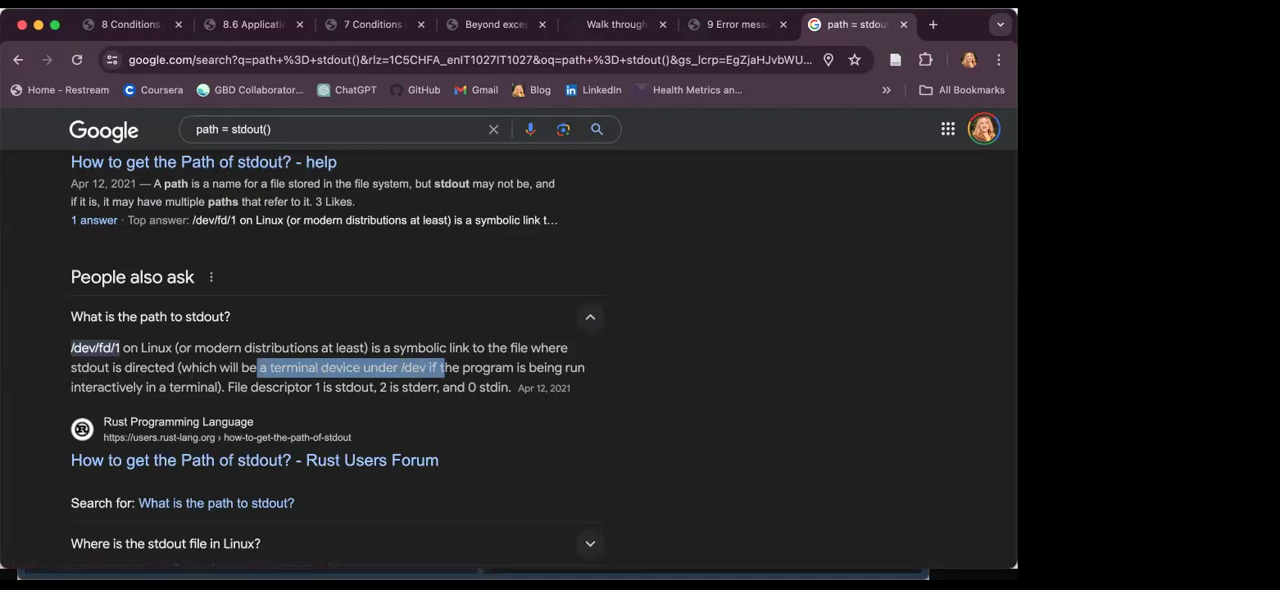 8 Conditions
8.6 Applicati
7 Conditions
Beyond exce
Walk through
9 Error mess
path = stdou
google.com/search?q=path+%3D+stdout()&rlz=1C5CHFA_enIT1027IT1027&oq=path+%3D+stdout()&gs_lcrp=EgZjaHJvbWU...
Home - Restream
Coursera
GBD Collaborator...
ChatGPT
GitHub
Gmail
Blog
LinkedIn
Health Metrics an...
»
All Bookmarks
Google
path = stdout()
How to get the Path of stdout? - help
Apr 12, 2021 — A path is a name for a file stored in the file system, but stdout may not be, and
if it is, it may have multiple paths that refer to it. 3 Likes.
1 answer · Top answer: /dev/fd/1 on Linux (or modern distributions at least) is a symbolic link t...
People also ask
What is the path to stdout?
/dev/fd/1 on Linux (or modern distributions at least) is a symbolic link to the file where
stdout is directed (which will be a terminal device under /dev if the program is being run
interactively in a terminal). File descriptor 1 is stdout, 2 is stderr, and 0 stdin. Apr 12, 2021
Rust Programming Language
https://users.rust-lang.org › how-to-get-the-path-of-stdout
How to get the Path of stdout? - Rust Users Forum
Search for: What is the path to stdout?
Where is the stdout file in Linux?